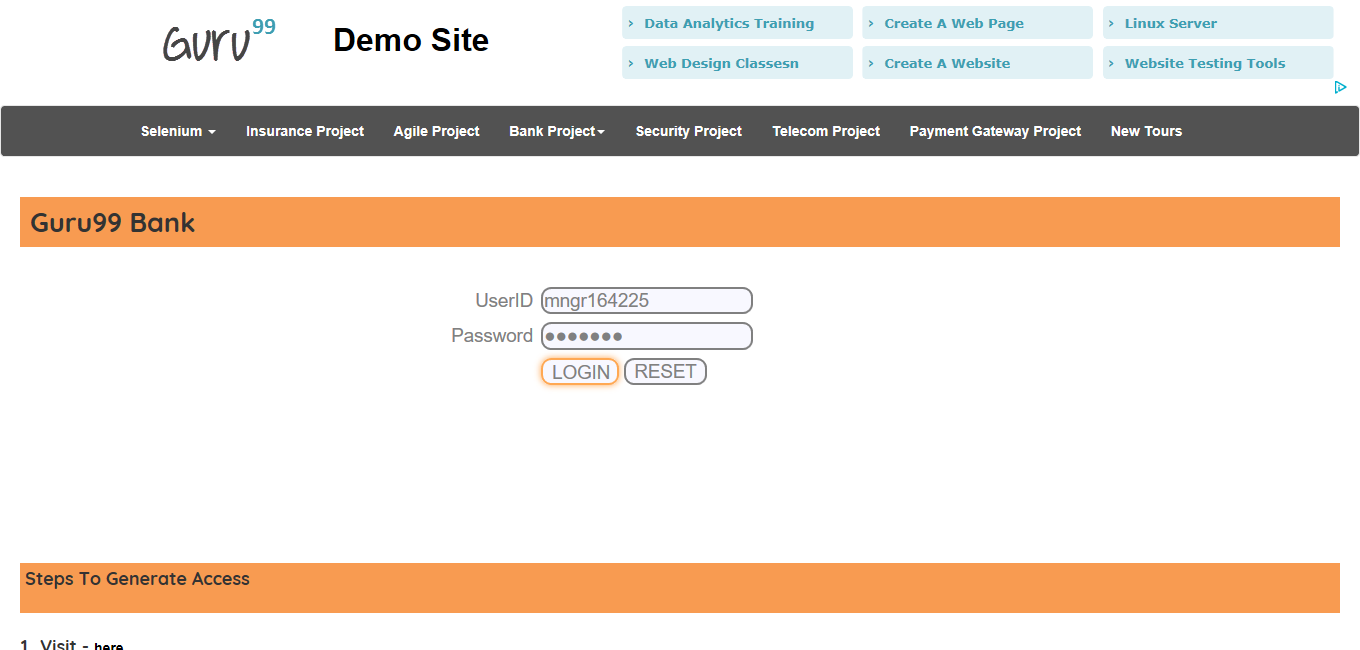 Guru99 Demo Site
Data Analytics Training
Create A Web Page
Linux Server
Web Design Classesn
Create A Website
Website Testing Tools
Selenium Insurance Project Agile Project Bank Project Security Project Telecom Project Payment Gateway Project New Tours
Guru99 Bank
UserID mngr164225
Password •••••••
LOGIN RESET
Steps To Generate Access
1. Visit - here